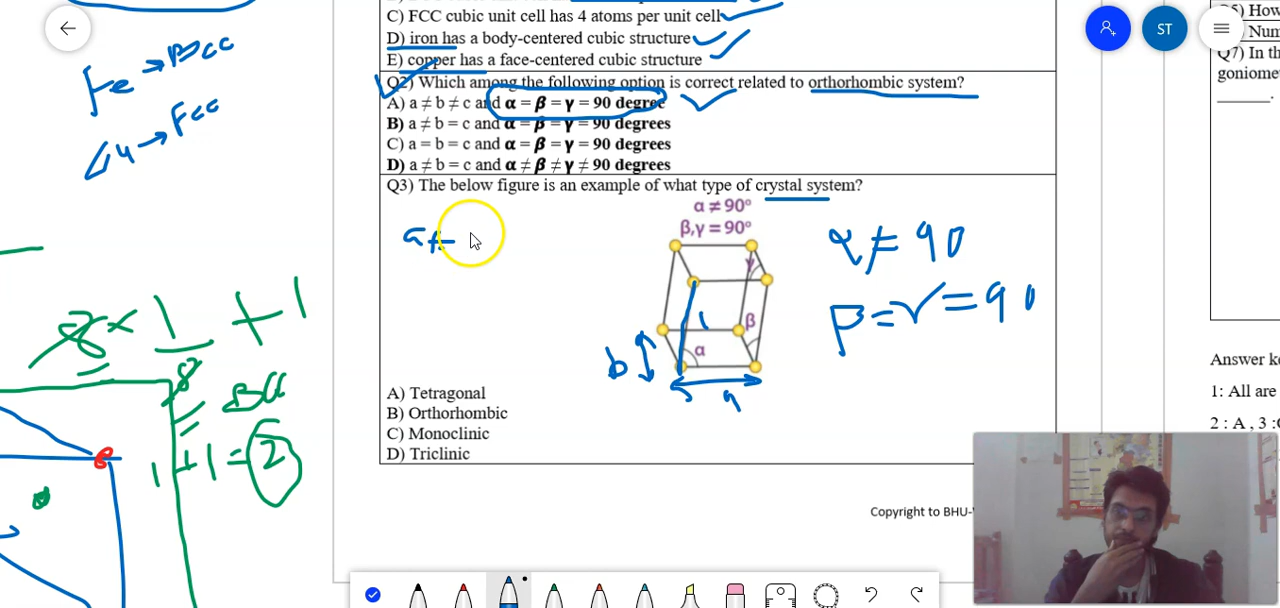 C) FCC cubic unit cell has 4 atoms per unit cell
D) iron has a body-centered cubic structure
E) copper has a face-centered cubic structure
Q2) Which among the following option is correct related to orthorhombic system?
A) a ≠ b ≠ c and α = β = γ = 90 degree
B) a ≠ b = c and α = β = γ = 90 degrees
C) a = b = c and α = β = γ = 90 degrees
D) a ≠ b = c and α ≠ β ≠ γ ≠ 90 degrees
Q3) The below figure is an example of what type of crystal system?
α ≠ 90°
β,γ = 90°
γ
β
α
A) Tetragonal
B) Orthorhombic
C) Monoclinic
D) Triclinic
Copyright to BHU-
Fe → BCC
→ FCC
a ≠
α ≠ 90
β = γ = 90
b
a
8 × 1 + 1
8
BCC
1 + 1 = 2
How
Num
Q7) In th
goniome
Answer k
1: All are
2 : A , 3 :
ST